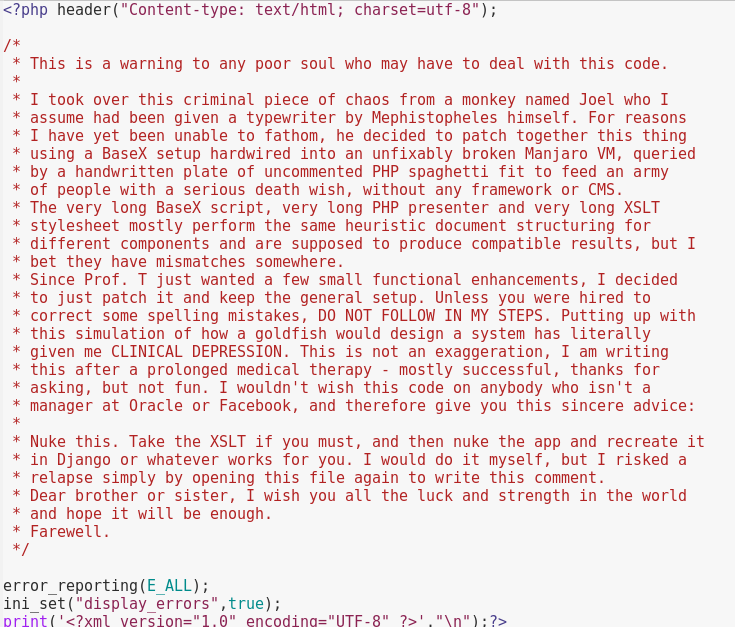 <?php header("Content-type: text/html; charset=utf-8");
/*
 * This is a warning to any poor soul who may have to deal with this code.
 *
 * I took over this criminal piece of chaos from a monkey named Joel who I
 * assume had been given a typewriter by Mephistopheles himself. For reasons
 * I have yet been unable to fathom, he decided to patch together this thing
 * using a BaseX setup hardwired into an unfixably broken Manjaro VM, queried
 * by a handwritten plate of uncommented PHP spaghetti fit to feed an army
 * of people with a serious death wish, without any framework or CMS.
 * The very long BaseX script, very long PHP presenter and very long XSLT
 * stylesheet mostly perform the same heuristic document structuring for
 * different components and are supposed to produce compatible results, but I
 * bet they have mismatches somewhere.
 * Since Prof. T just wanted a few small functional enhancements, I decided
 * to just patch it and keep the general setup. Unless you were hired to
 * correct some spelling mistakes, DO NOT FOLLOW IN MY STEPS. Putting up with
 * this simulation of how a goldfish would design a system has literally
 * given me CLINICAL DEPRESSION. This is not an exaggeration, I am writing
 * this after a prolonged medical therapy - mostly successful, thanks for
 * asking, but not fun. I wouldn't wish this code on anybody who isn't a
 * manager at Oracle or Facebook, and therefore give you this sincere advice:
 *
 * Nuke this. Take the XSLT if you must, and then nuke the app and recreate it
 * in Django or whatever works for you. I would do it myself, but I risked a
 * relapse simply by opening this file again to write this comment.
 * Dear brother or sister, I wish you all the luck and strength in the world
 * and hope it will be enough.
 * Farewell.
 */
error_reporting(E_ALL);
ini_set("display_errors",true);
print('<?xml version="1.0" encoding="UTF-8" ?>'."\n");?>